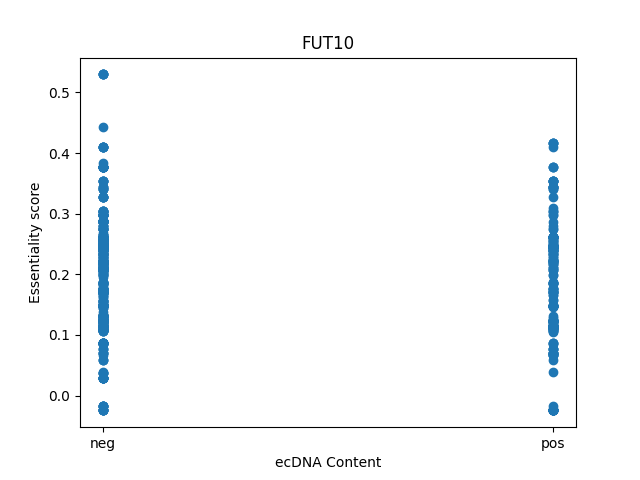 FUT10
Essentiality score
0.5
0.4
0.3
0.2
0.1
0.0
neg
pos
ecDNA Content